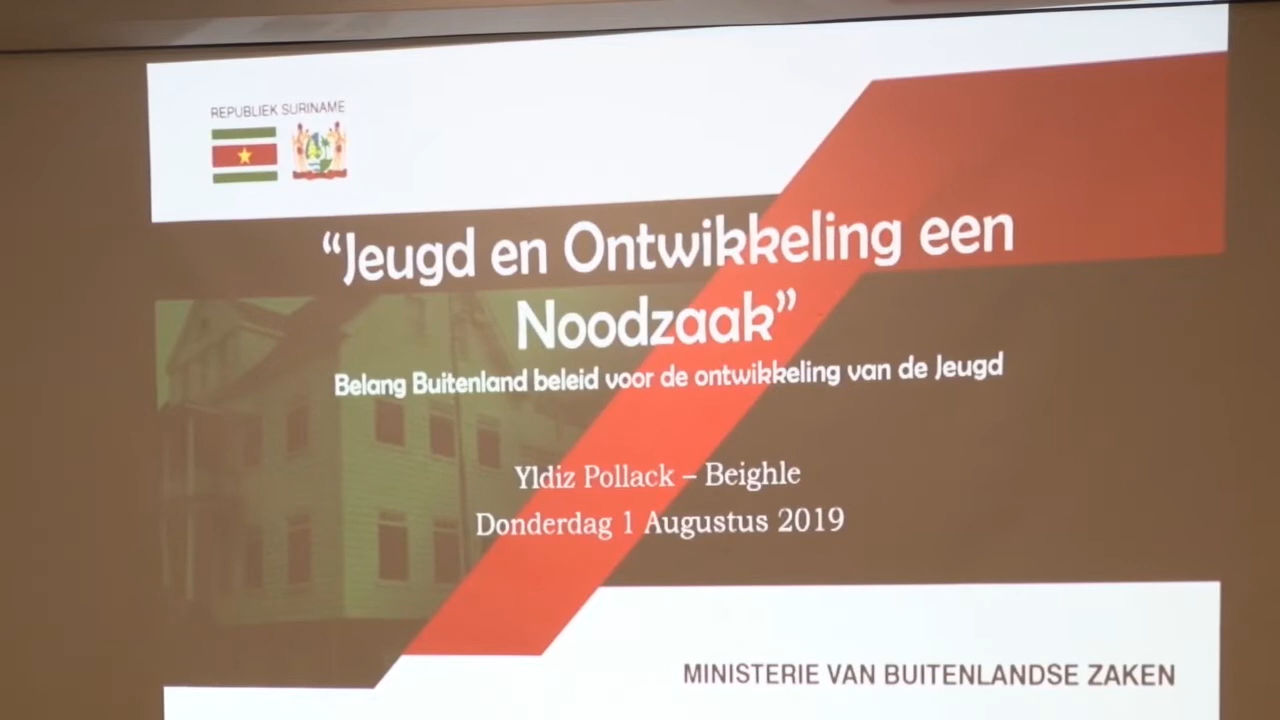 REPUBLIEK SURINAME
“Jeugd en Ontwikkeling een
Noodzaak”
Belang Buitenland beleid voor de ontwikkeling van de Jeugd
Yldiz Pollack – Beighle
Donderdag 1 Augustus 2019
MINISTERIE VAN BUITENLANDSE ZAKEN